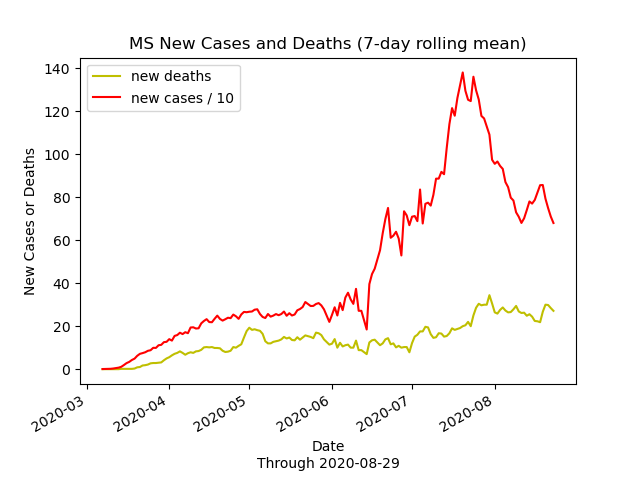 MS New Cases and Deaths (7-day rolling mean)
new deaths
new cases / 10
140
120
100
80
60
40
20
0
New Cases or Deaths
2020-03
2020-04
2020-05
2020-06
2020-07
2020-08
Date
Through 2020-08-29